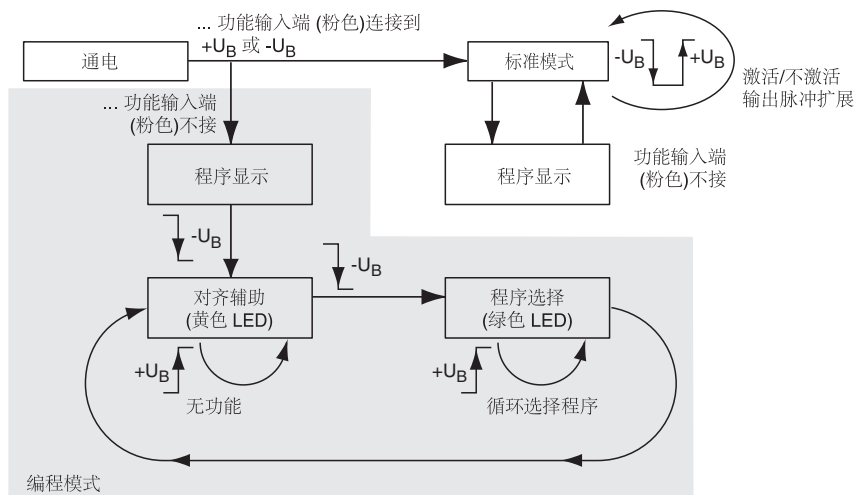 ... 功能输入端 (粉色)连接到
+UB 或 -UB
通电
标准模式
-UB
+UB
激活/不激活
输出脉冲扩展
... 功能输入端
(粉色)不接
程序显示
程序显示
功能输入端
(粉色)不接
-UB
-UB
对齐辅助
(黄色 LED)
程序选择
(绿色 LED)
+UB
无功能
+UB
循环选择程序
编程模式